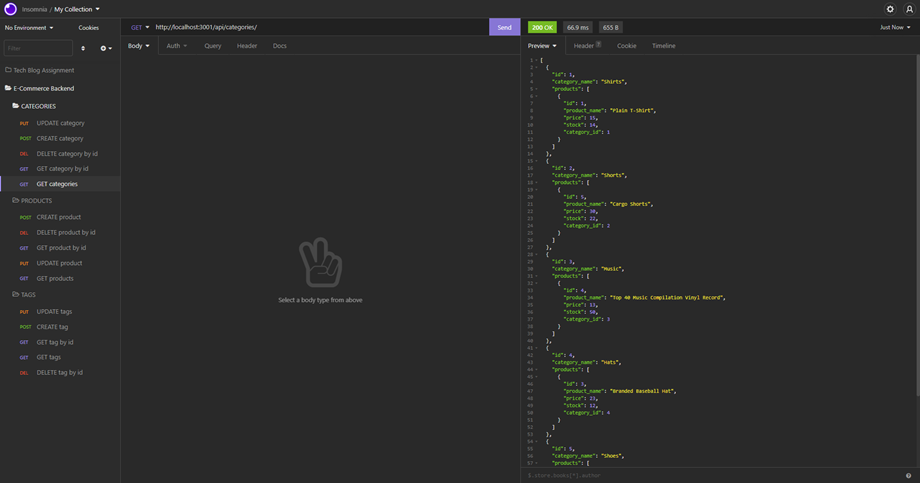 Insomnia / My Collection
No Environment
Cookies
Filter
Tech Blog Assignment
E-Commerce Backend
CATEGORIES
PUT UPDATE category
POST CREATE category
DEL DELETE category by id
GET GET category by id
GET GET categories
PRODUCTS
POST CREATE product
DEL DELETE product by id
GET GET product by id
PUT UPDATE product
GET GET products
TAGS
PUT UPDATE tags
POST CREATE tag
GET GET tag by id
GET GET tags
DEL DELETE tag by id
GET http://localhost:3001/api/categories/ Send
Body Auth Query Header Docs
Select a body type from above
200 OK 66.9 ms 655 B Just Now
Preview Header 7 Cookie Timeline
1 [
2 {
3 "id": 1,
4 "category_name": "Shirts",
5 "products": [
6 {
7 "id": 1,
8 "product_name": "Plain T-Shirt",
9 "price": 15,
10 "stock": 14,
11 "category_id": 1
12 }
13 ]
14 },
15 {
16 "id": 2,
17 "category_name": "Shorts",
18 "products": [
19 {
20 "id": 5,
21 "product_name": "Cargo Shorts",
22 "price": 30,
23 "stock": 22,
24 "category_id": 2
25 }
26 ]
27 },
28 {
29 "id": 3,
30 "category_name": "Music",
31 "products": [
32 {
33 "id": 4,
34 "product_name": "Top 40 Music Compilation Vinyl Record",
35 "price": 13,
36 "stock": 50,
37 "category_id": 3
38 }
39 ]
40 },
41 {
42 "id": 4,
43 "category_name": "Hats",
44 "products": [
45 {
46 "id": 3,
47 "product_name": "Branded Baseball Hat",
48 "price": 23,
49 "stock": 12,
50 "category_id": 4
51 }
52 ]
53 },
54 {
55 "id": 5,
56 "category_name": "Shoes",
57 "products": [
$.store.books[*].author